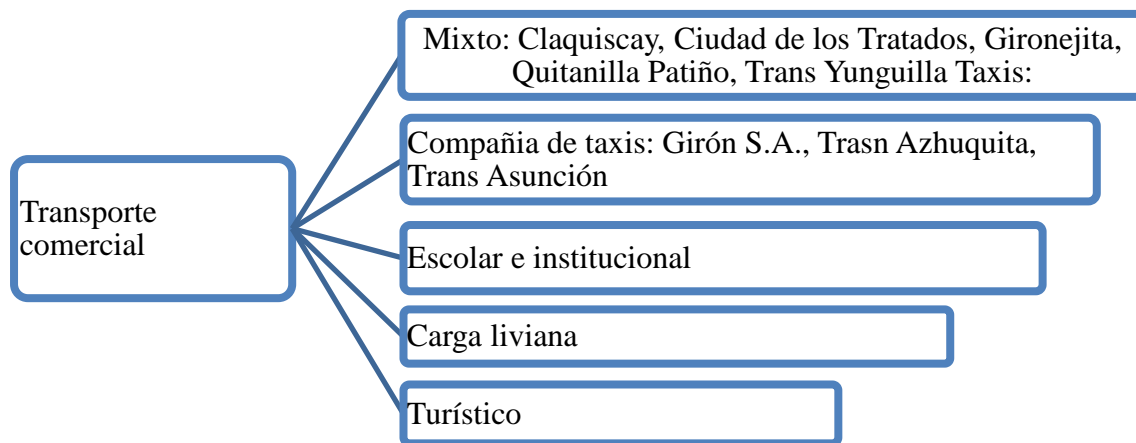 Mixto: Claquiscay, Ciudad de los Tratados, Gironejita,
Quitanilla Patiño, Trans Yunguilla Taxis:
Compañia de taxis: Girón S.A., Trasn Azhuquita,
Trans Asunción
Transporte
comercial
Escolar e institucional
Carga liviana
Turístico